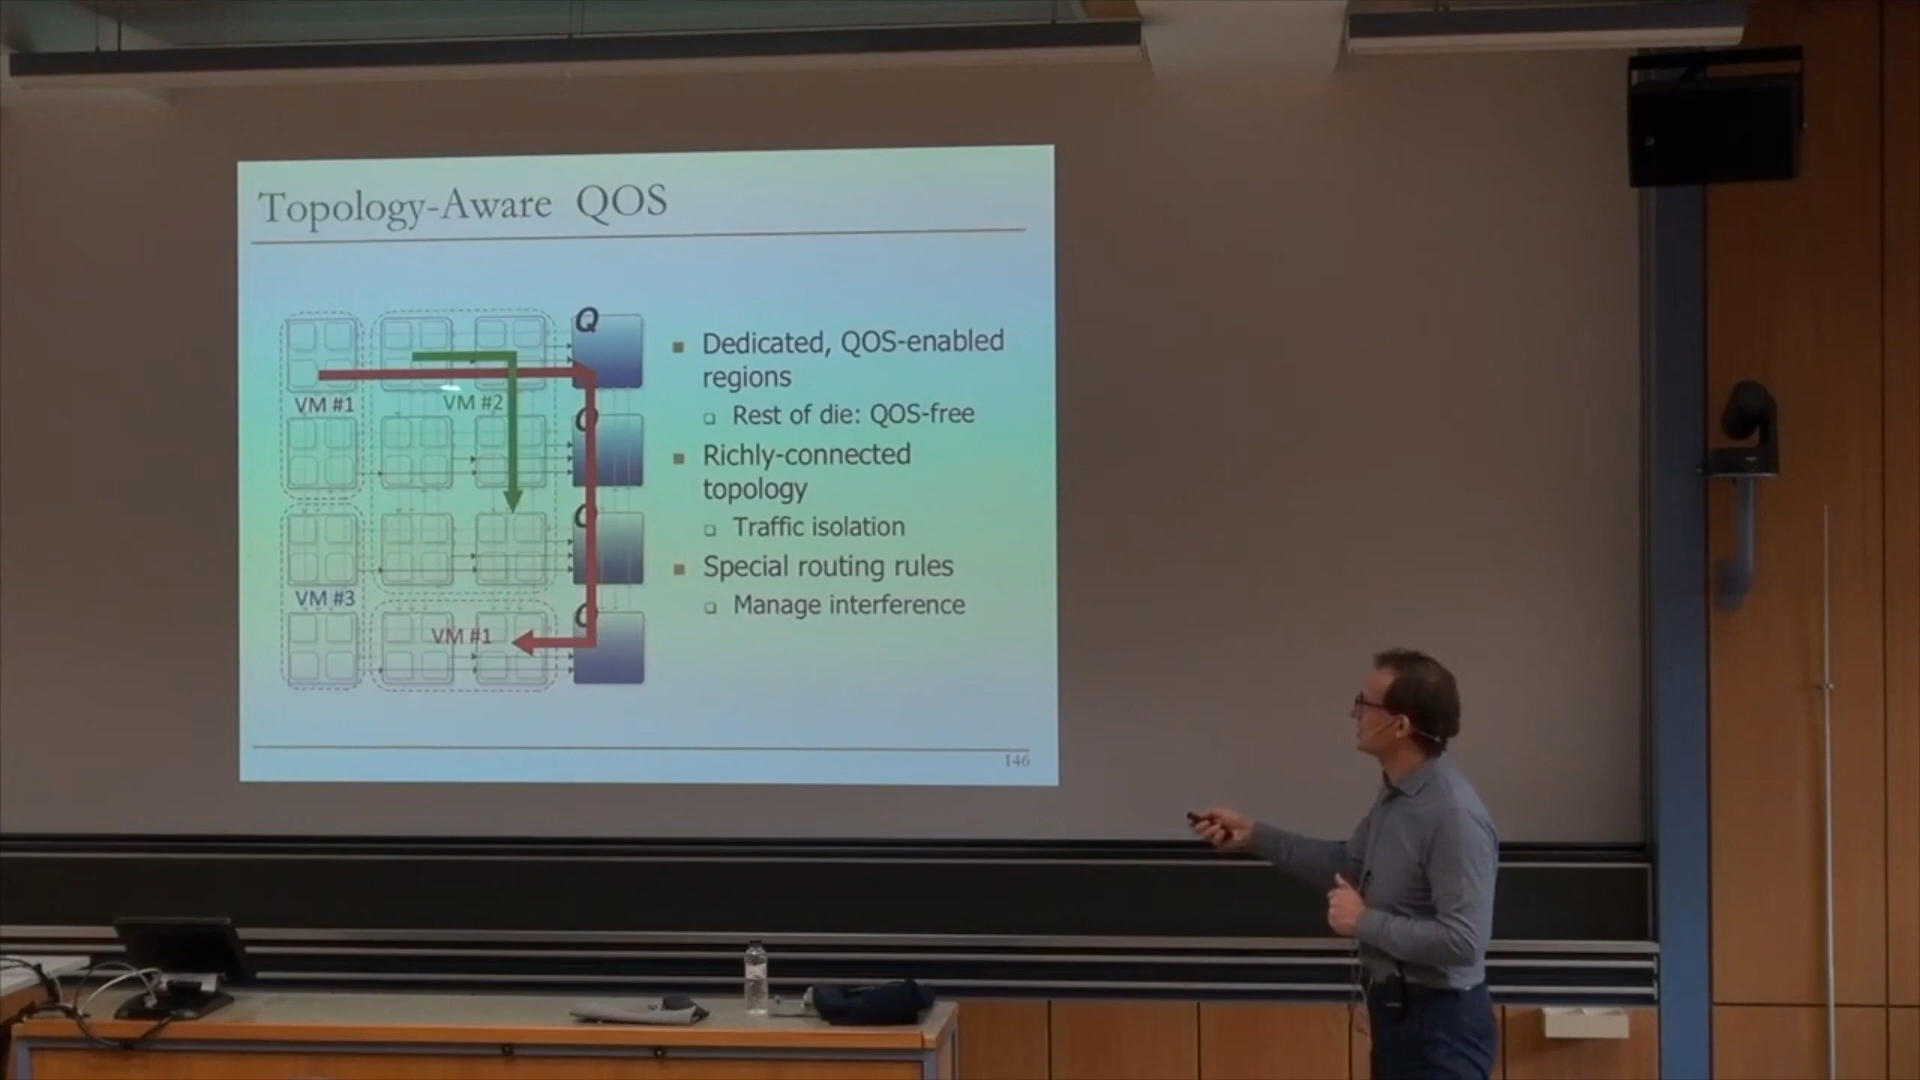 Topology-Aware QOS
Q
VM #1
VM #2
Q
Q
VM #3
VM #1
Q
Dedicated, QOS-enabled
regions
Rest of die: QOS-free
Richly-connected
topology
Traffic isolation
Special routing rules
Manage interference
146